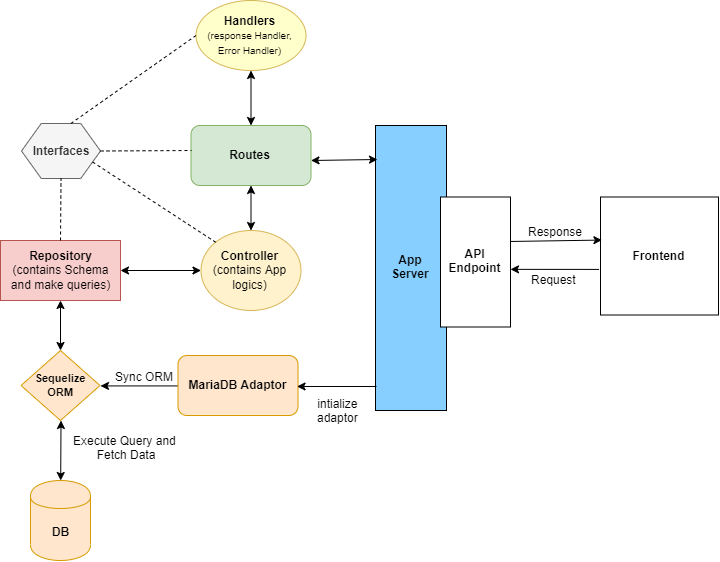 Handlers
(response Handler,
Error Handler)
Interfaces
Routes
Repository
(contains Schema
and make queries)
Controller
(contains App
logics)
App
Server
API
Endpoint
Response
Request
Frontend
Sequelize
ORM
Sync ORM
MariaDB Adaptor
intialize
adaptor
Execute Query and
Fetch Data
DB